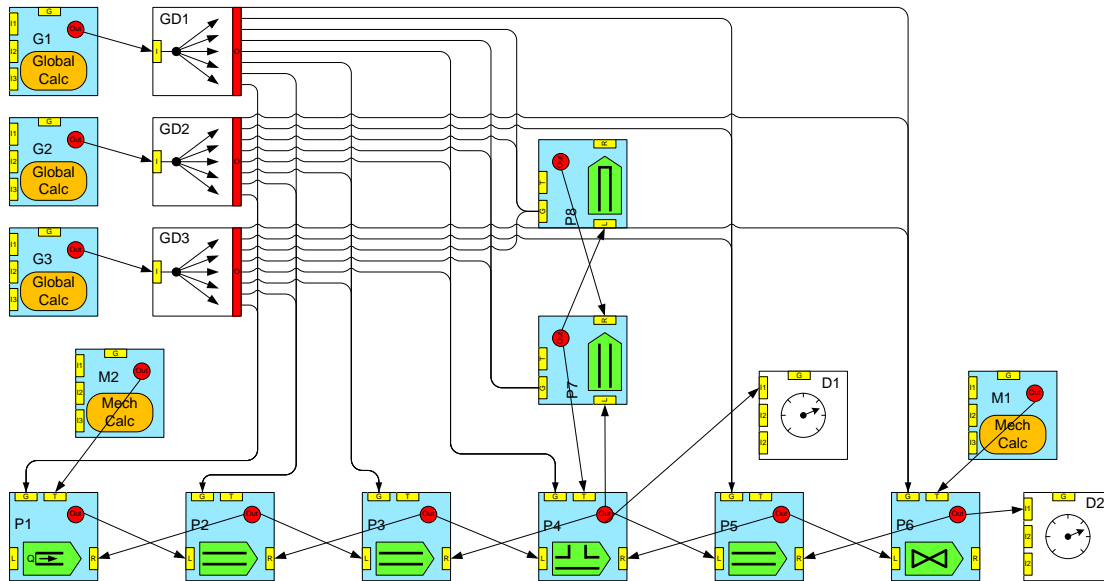 G
Out
I1
G1
I2
Global
Calc
I3
GD1
I
O
G
Out
I1
G2
I2
Global
Calc
I3
GD2
I
O
G
Out
I1
G3
I2
Global
Calc
I3
GD3
I
O
R
Out
T
G
P8
L
R
Out
T
G
P7
L
G
I1
Out
M2
I2
Mech
Calc
I3
G
I1
D1
I2
I2
G
I1
Out
M1
I2
Mech
Calc
I3
G T
P1
Out
L
Q
R
G T
P2
Out
L
R
G T
P3
Out
L
R
G T
P4
Out
L
R
G T
P5
Out
L
R
G T
P6
Out
L
R
G
D2
I1
I2
I2